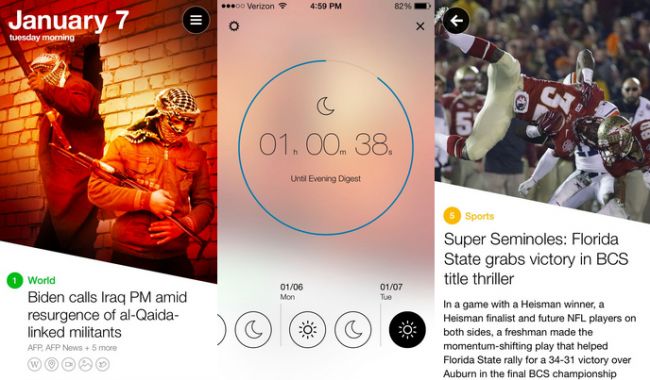 January 7
tuesday morning
1 World
Biden calls Iraq PM amid
resurgence of al-Qaida-
linked militants
AFP, AFP News + 5 more
W
Verizon 4:59 PM 82%
01h 00m 38s
Until Evening Digest
01/06
Mon
01/07
Tue
5 Sports
Super Seminoles: Florida
State grabs victory in BCS
title thriller
In a game with a Heisman winner, a
Heisman finalist and future NFL players on
both sides, a freshman made the
momentum-shifting play that helped
Florida State rally for a 34-31 victory over
Auburn in the final BCS championship